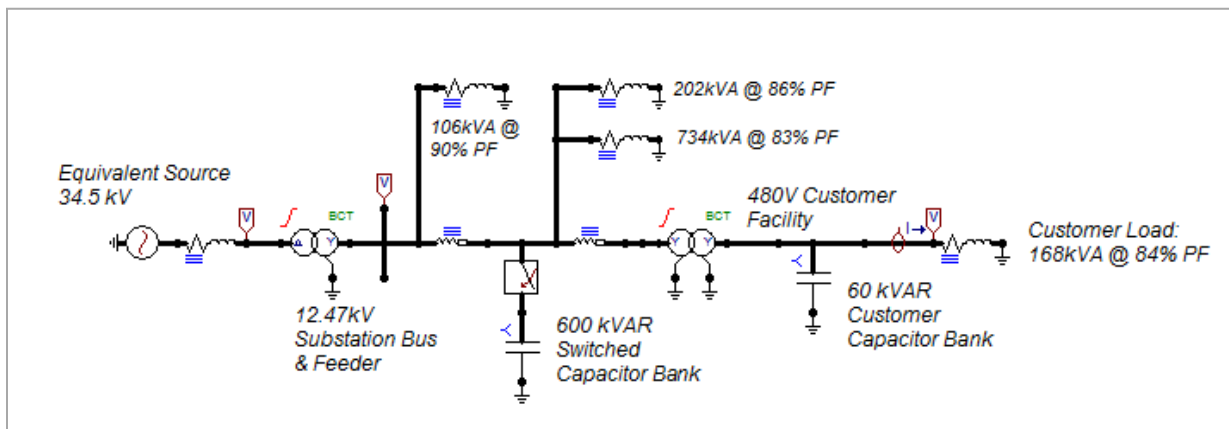 202kVA @ 86% PF
106kVA @
90% PF
734kVA @ 83% PF
Equivalent Source
34.5 kV
V
V
BCT
480V Customer
Facility
BCT
I
V
Customer Load:
168kVA @ 84% PF
12.47kV
Substation Bus
& Feeder
600 kVAR
Switched
Capacitor Bank
60 kVAR
Customer
Capacitor Bank
Y
Y
Y